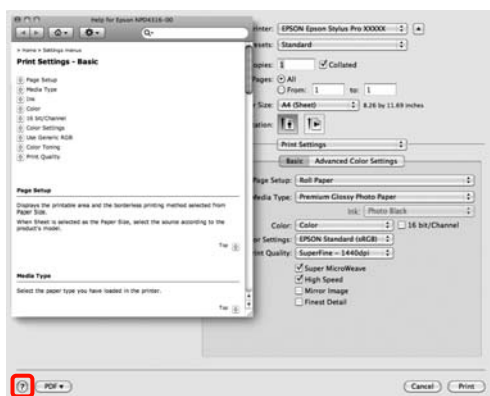 Help for Epson NPD4316-00
Q-
> Home > Settings menus
Print Settings - Basic
Page Setup
Media Type
Ink
Color
16 bit/Channel
Color Settings
Use Generic RGB
Color Toning
Print Quality
Page Setup
Displays the printable area and the borderless printing method selected from
Paper Size.
When Sheet is selected as the Paper Size, select the source according to the
product's model.
Top
Media Type
Select the paper type you have loaded in the printer.
Top
inter: EPSON Epson Stylus Pro XXXXX
sets: Standard
opies: 1 Collated
Pages: All
From: 1 to: 1
r Size: A4 (Sheet) 8.26 by 11.69 inches
ation:
Print Settings
Basic Advanced Color Settings
Page Setup: Roll Paper
Media Type: Premium Glossy Photo Paper
Ink: Photo Black
Color: Color 16 bit/Channel
or Settings: EPSON Standard (sRGB)
int Quality: SuperFine - 1440dpi
Super MicroWeave
High Speed
Mirror Image
Finest Detail
? PDF Cancel Print